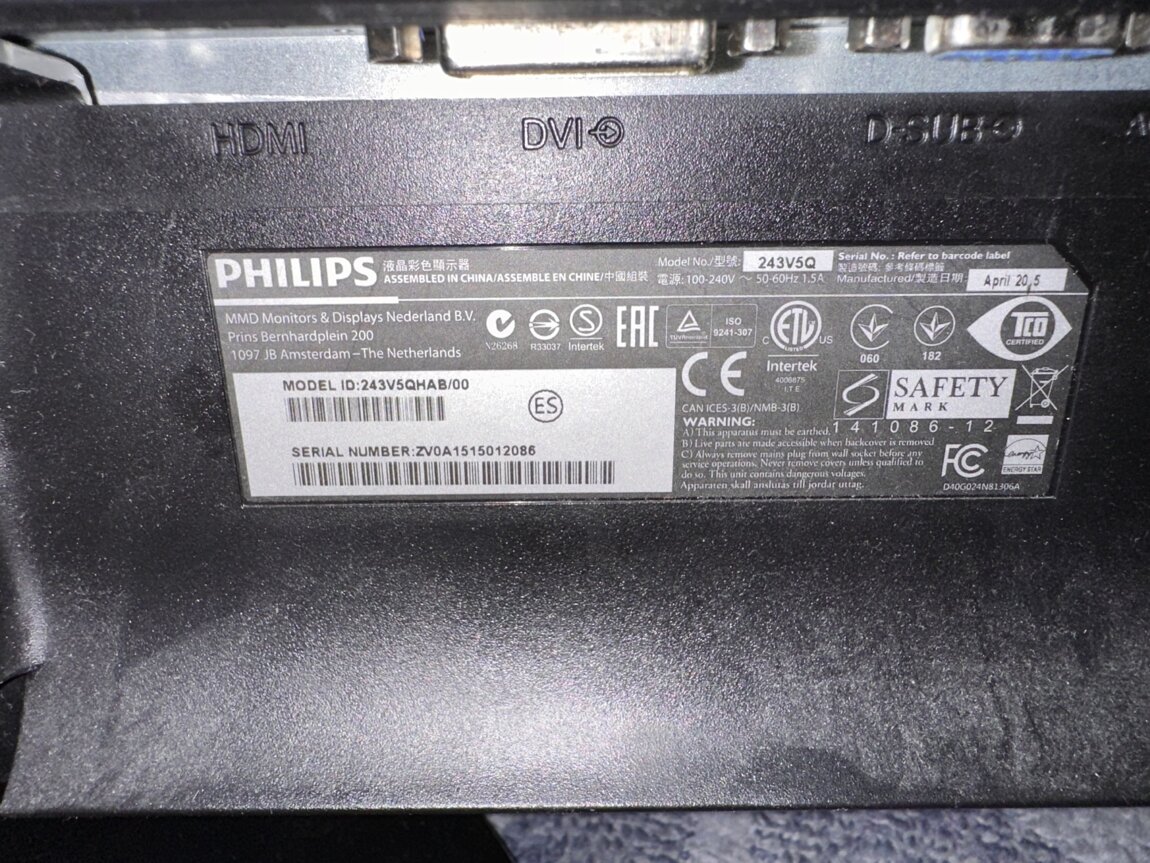 HDMI
DVI
D-SUB
PHILIPS 液晶彩色顯示器
ASSEMBLED IN CHINA/ASSEMBLE EN CHINE/中國組裝
Model No./型號: 243V5Q
電源: 100-240V ～ 50-60Hz 1.5A
Serial No. : Refer to barcode label
製造號碼: 參考條碼標籤
Manufactured/製造日期: April
MMD Monitors & Displays Nederland B.V.
Prins Bernhardplein 200
1097 JB Amsterdam – The Netherlands
N26268
R33037
S
Intertek
EAC
ISO
9241-307
C ETL US
LISTED
Intertek
4008875
I.T.E
060
182
TCO
CERTIFIED
CE
CAN ICES-3(B)/NMB-3(B)
SAFETY
MARK
141086-12
MODEL ID:243V5QHAB/00
ES
SERIAL NUMBER:ZV0A1515012086
WARNING:
A) This apparatus must be earthed.
B) Live parts are made accessible when backcover is removed
C) Always remove mains plug from wall socket before any
service operations. Never remove covers unless qualified to
do so. This unit contains dangerous voltages.
Apparaten skall anslutas till jordat uttag.
FC
energy
ENERGY STAR
D40G024N81306A